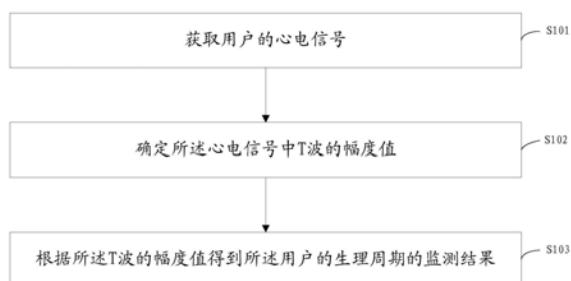 获取用户的心电信号
S101
确定所述心电信号中T波的幅度值
S102
根据所述T波的幅度值得到所述用户的生理周期的监测结果
S103